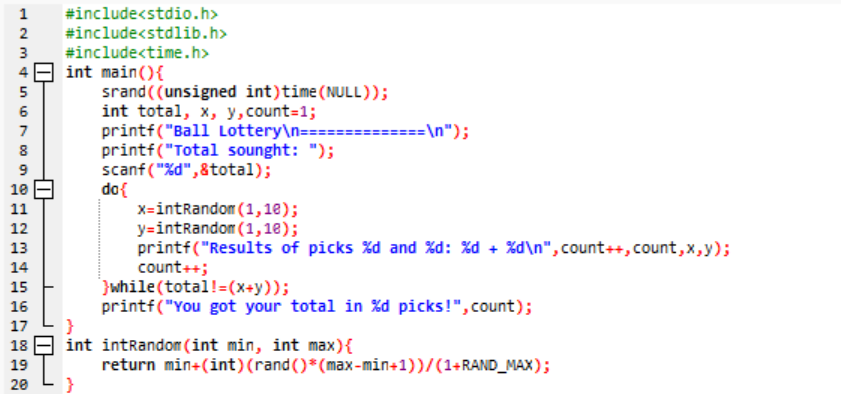 1 #include<stdio.h>
2 #include<stdlib.h>
3 #include<time.h>
4 int main(){
5 srand((unsigned int)time(NULL));
6 int total, x, y,count=1;
7 printf("Ball Lottery\n==============\n");
8 printf("Total sounght: ");
9 scanf("%d",&total);
10 do{
11 x=intRandom(1,10);
12 y=intRandom(1,10);
13 printf("Results of picks %d and %d: %d + %d\n",count++,count,x,y);
14 count++;
15 }while(total!=(x+y));
16 printf("You got your total in %d picks!",count);
17 }
18 int intRandom(int min, int max){
19 return min+(int)(rand()*(max-min+1))/(1+RAND_MAX);
20 }